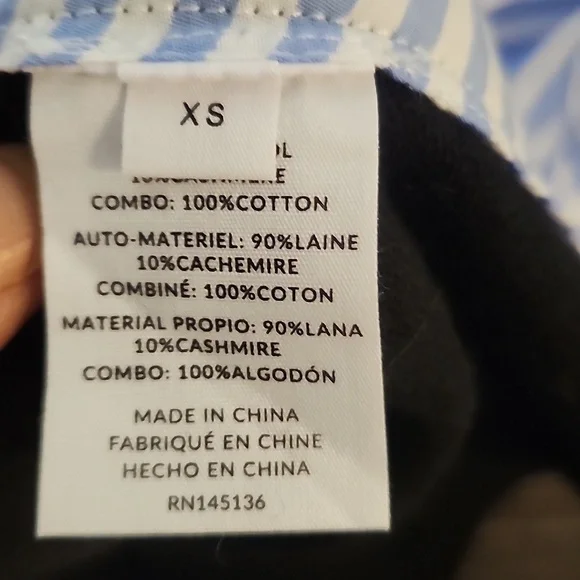 XS
COMBO: 100%COTTON
AUTO-MATERIEL: 90%LAINE
10%CACHEMIRE
COMBINÉ: 100%COTON
MATERIAL PROPIO: 90%LANA
10%CASHMIRE
COMBO: 100%ALGODÓN
MADE IN CHINA
FABRIQUÉ EN CHINE
HECHO EN CHINA
RN145136